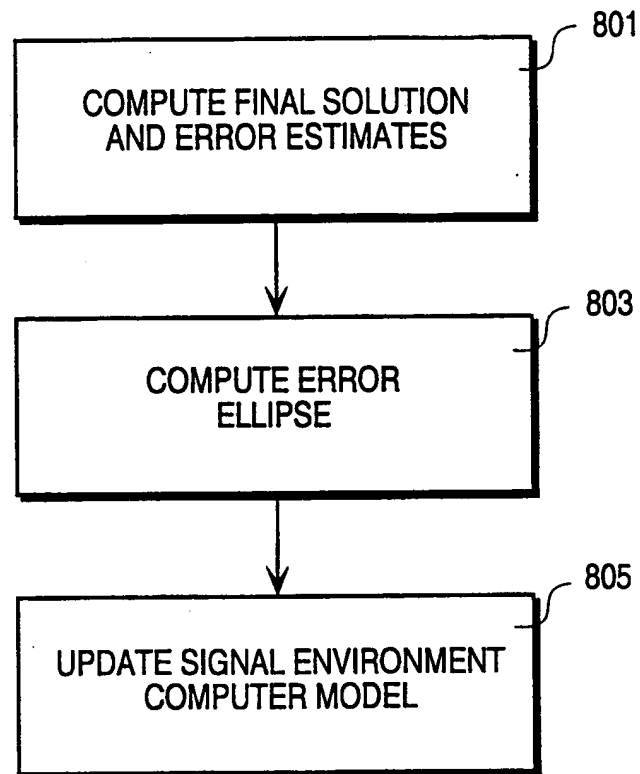 801
COMPUTE FINAL SOLUTION
AND ERROR ESTIMATES
803
COMPUTE ERROR
ELLIPSE
805
UPDATE SIGNAL ENVIRONMENT
COMPUTER MODEL